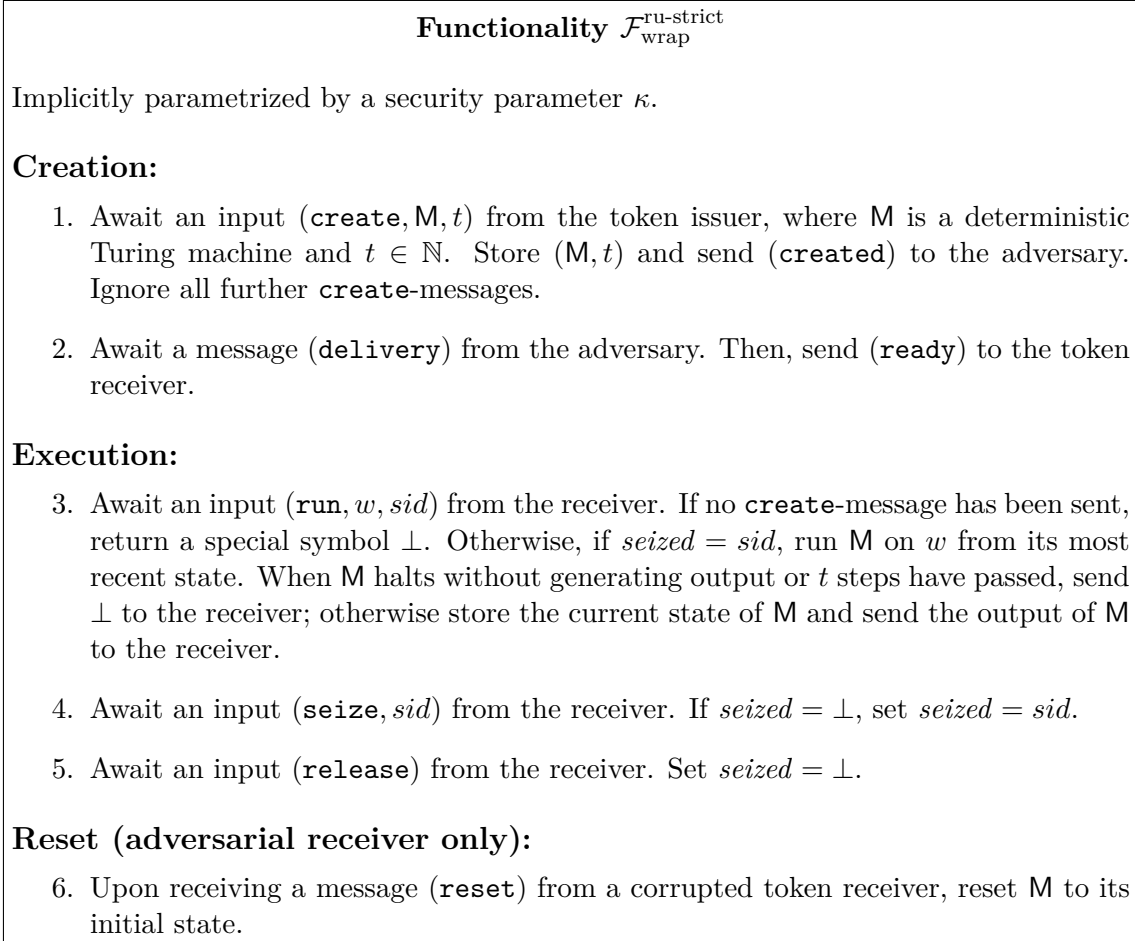 Functionality $\mathcal{F}_{\text{wrap}}^{\text{ru-strict}}$
Implicitly parametrized by a security parameter κ.
Creation:
1. Await an input (create, M, t) from the token issuer, where M is a deterministic
Turing machine and t ∈ ℕ. Store (M, t) and send (created) to the adversary.
Ignore all further create-messages.
2. Await a message (delivery) from the adversary. Then, send (ready) to the token
receiver.
Execution:
3. Await an input (run, w, sid) from the receiver. If no create-message has been sent,
return a special symbol ⊥. Otherwise, if seized = sid, run M on w from its most
recent state. When M halts without generating output or t steps have passed, send
⊥ to the receiver; otherwise store the current state of M and send the output of M
to the receiver.
4. Await an input (seize, sid) from the receiver. If seized = ⊥, set seized = sid.
5. Await an input (release) from the receiver. Set seized = ⊥.
Reset (adversarial receiver only):
6. Upon receiving a message (reset) from a corrupted token receiver, reset M to its
initial state.